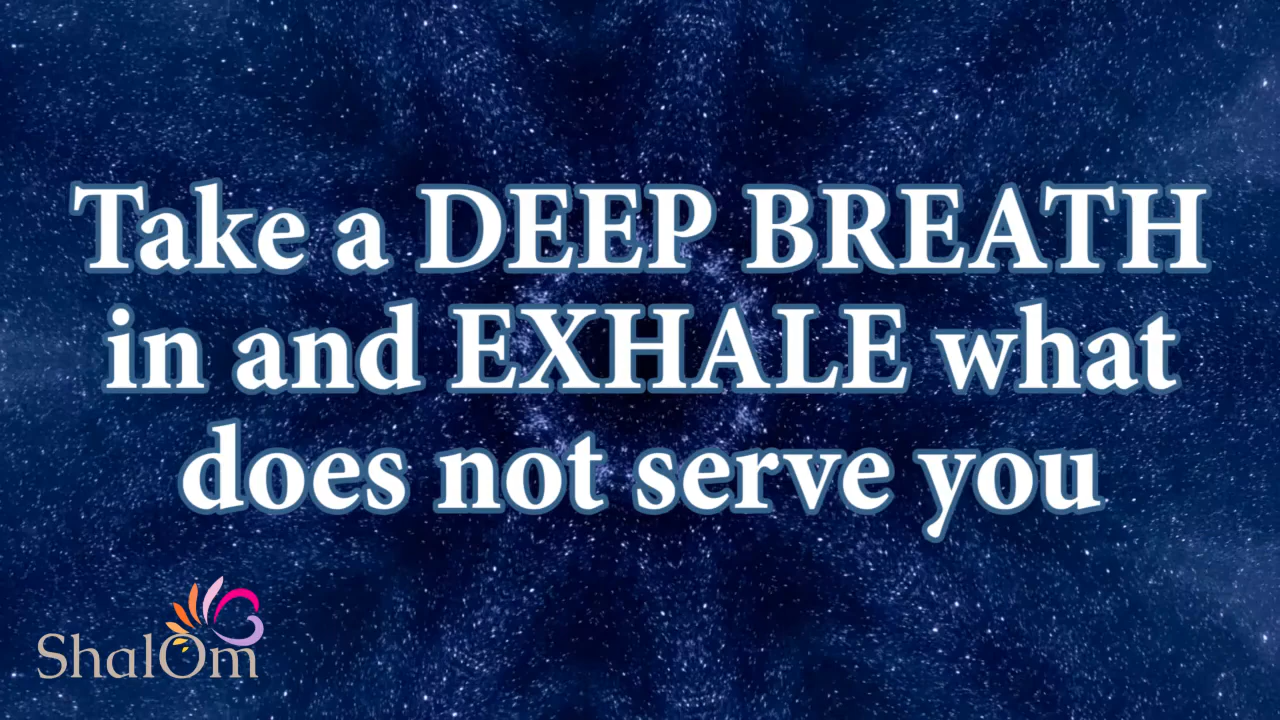 Take a DEEP BREATH
in and EXHALE what
does not serve you
ShalOm